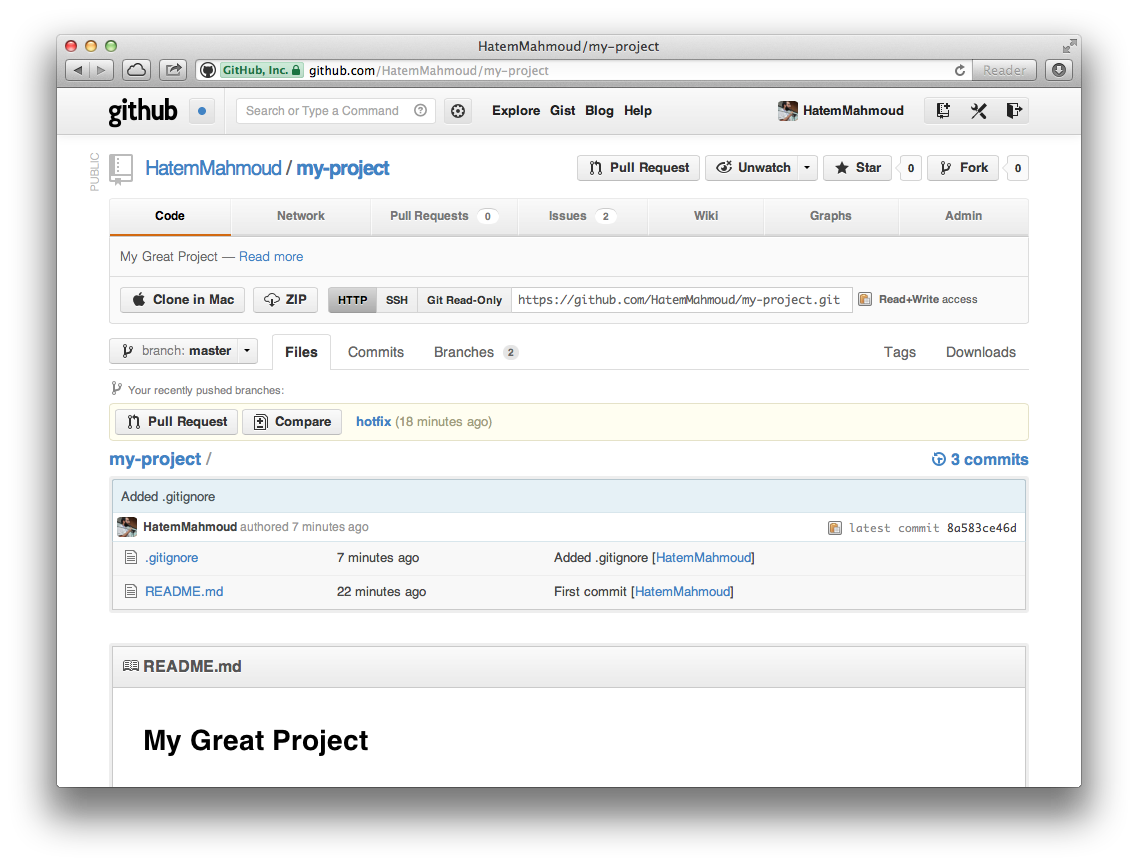 HatemMahmoud/my-project
GitHub, Inc. github.com/HatemMahmoud/my-project Reader
github Search or Type a Command Explore Gist Blog Help HatemMahmoud
PUBLIC
HatemMahmoud / my-project Pull Request Unwatch Star 0 Fork 0
Code Network Pull Requests 0 Issues 2 Wiki Graphs Admin
My Great Project — Read more
Clone in Mac ZIP HTTP SSH Git Read-Only https://github.com/HatemMahmoud/my-project.git Read+Write access
branch: master Files Commits Branches 2 Tags Downloads
Your recently pushed branches:
Pull Request Compare hotfix (18 minutes ago)
my-project / 3 commits
Added .gitignore
HatemMahmoud authored 7 minutes ago latest commit 8a583ce46d
.gitignore 7 minutes ago Added .gitignore [HatemMahmoud]
README.md 22 minutes ago First commit [HatemMahmoud]
README.md
My Great Project